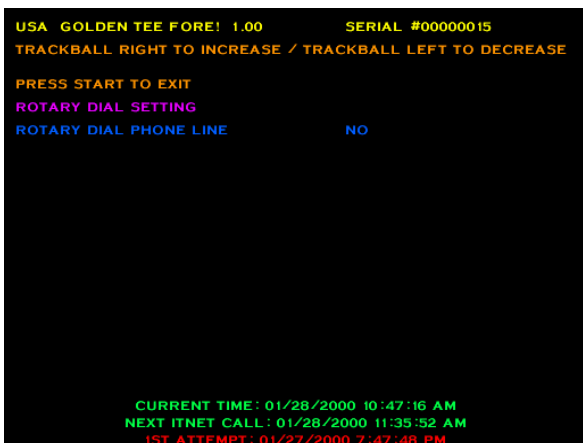 USA GOLDEN TEE FORE! 1.00 SERIAL #00000015
TRACKBALL RIGHT TO INCREASE / TRACKBALL LEFT TO DECREASE
PRESS START TO EXIT
ROTARY DIAL SETTING
ROTARY DIAL PHONE LINE NO
CURRENT TIME: 01/28/2000 10:47:16 AM
NEXT ITNET CALL: 01/28/2000 11:35:52 AM
1ST ATTEMPT: 01/27/2000 7:47:48 PM